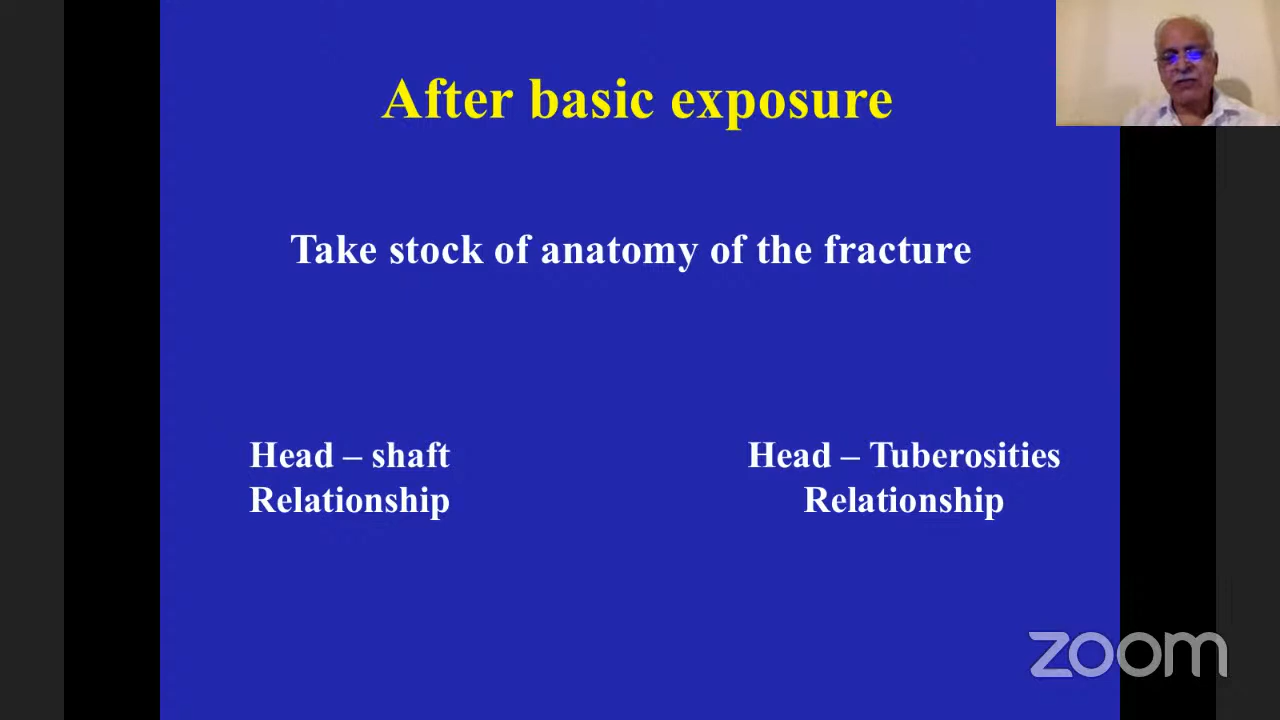 After basic exposure
Take stock of anatomy of the fracture
Head – shaft
Relationship
Head – Tuberosities
Relationship
zoom